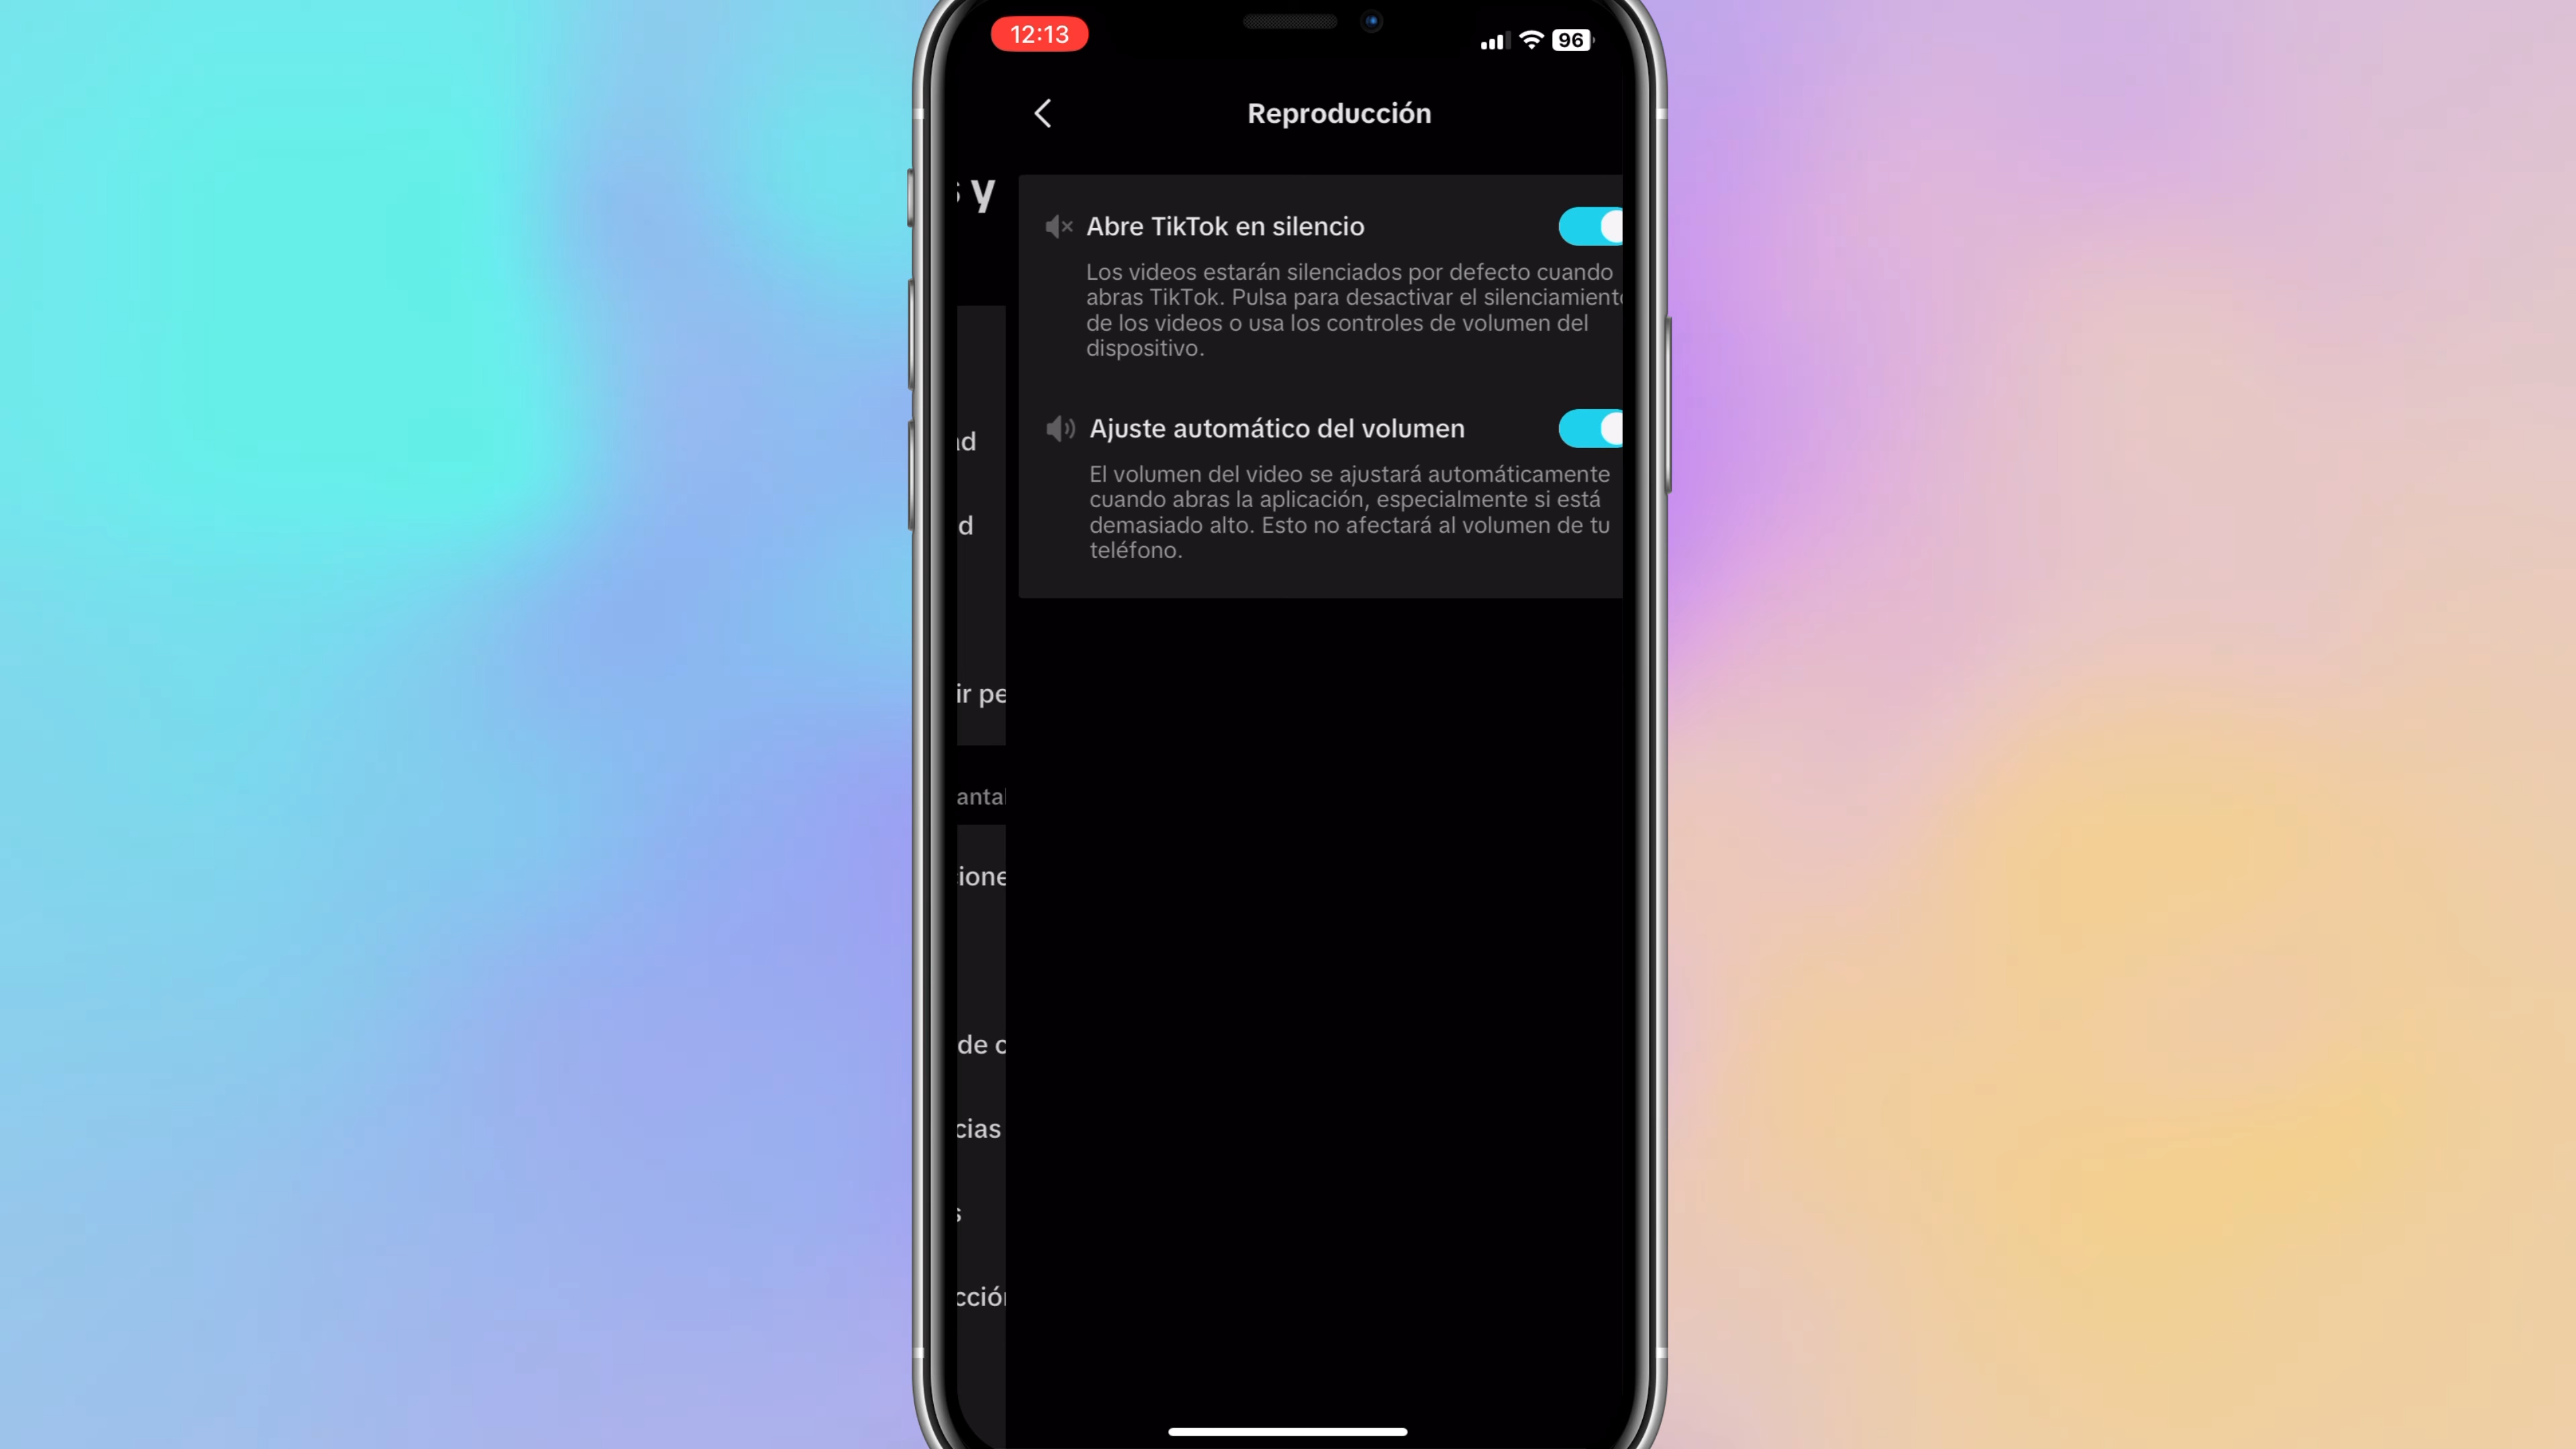 12:13
96
Reproducción
y
Abre TikTok en silencio
Los videos estarán silenciados por defecto cuando
abras TikTok. Pulsa para desactivar el silenciamiento
de los videos o usa los controles de volumen del
dispositivo.
Ajuste automático del volumen
El volumen del video se ajustará automáticamente
cuando abras la aplicación, especialmente si está
demasiado alto. Esto no afectará al volumen de tu
teléfono.
d
ir pe
antal
ione
de c
cias
cción